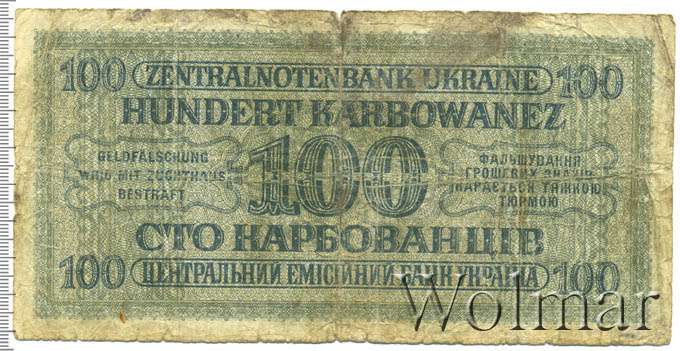 100 ZENTRALNOTENBANK UKRAINE 100
HUNDERT KARBOWANEZ
GELDFÄLSCHUNG
WIRD MIT ZUCHTHAUS
BESTRAFT
100
ФАЛЬШУВАННЯ
ГРОШЕВИХ ЗНАКІВ
КАРАЄТЬСЯ ТЯЖКОЮ
ТЮРМОЮ
СТО КАРБОВАНЦІВ
100 ЦЕНТРАЛЬНИЙ ЕМІСІЙНИЙ БАНК УКРАЇНА 100
Wolmar